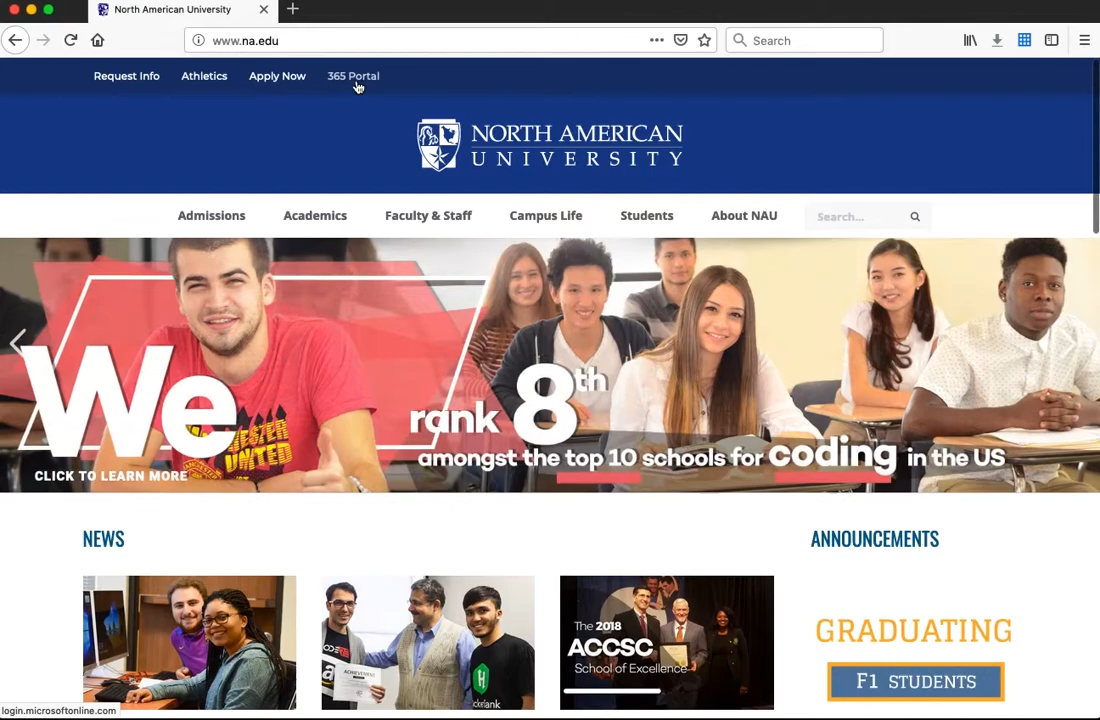 North American University
www.na.edu
Search
Request Info
Athletics
Apply Now
365 Portal
NORTH AMERICAN
UNIVERSITY
Admissions
Academics
Faculty & Staff
Campus Life
Students
About NAU
Search...
We
CLICK TO LEARN MORE
rank 8th
amongst the top 10 schools for coding in the US
UNITED
NEWS
ANNOUNCEMENTS
The 2018
ACCSC
School of Excellence
GRADUATING
F1 STUDENTS
login.microsoftonline.com